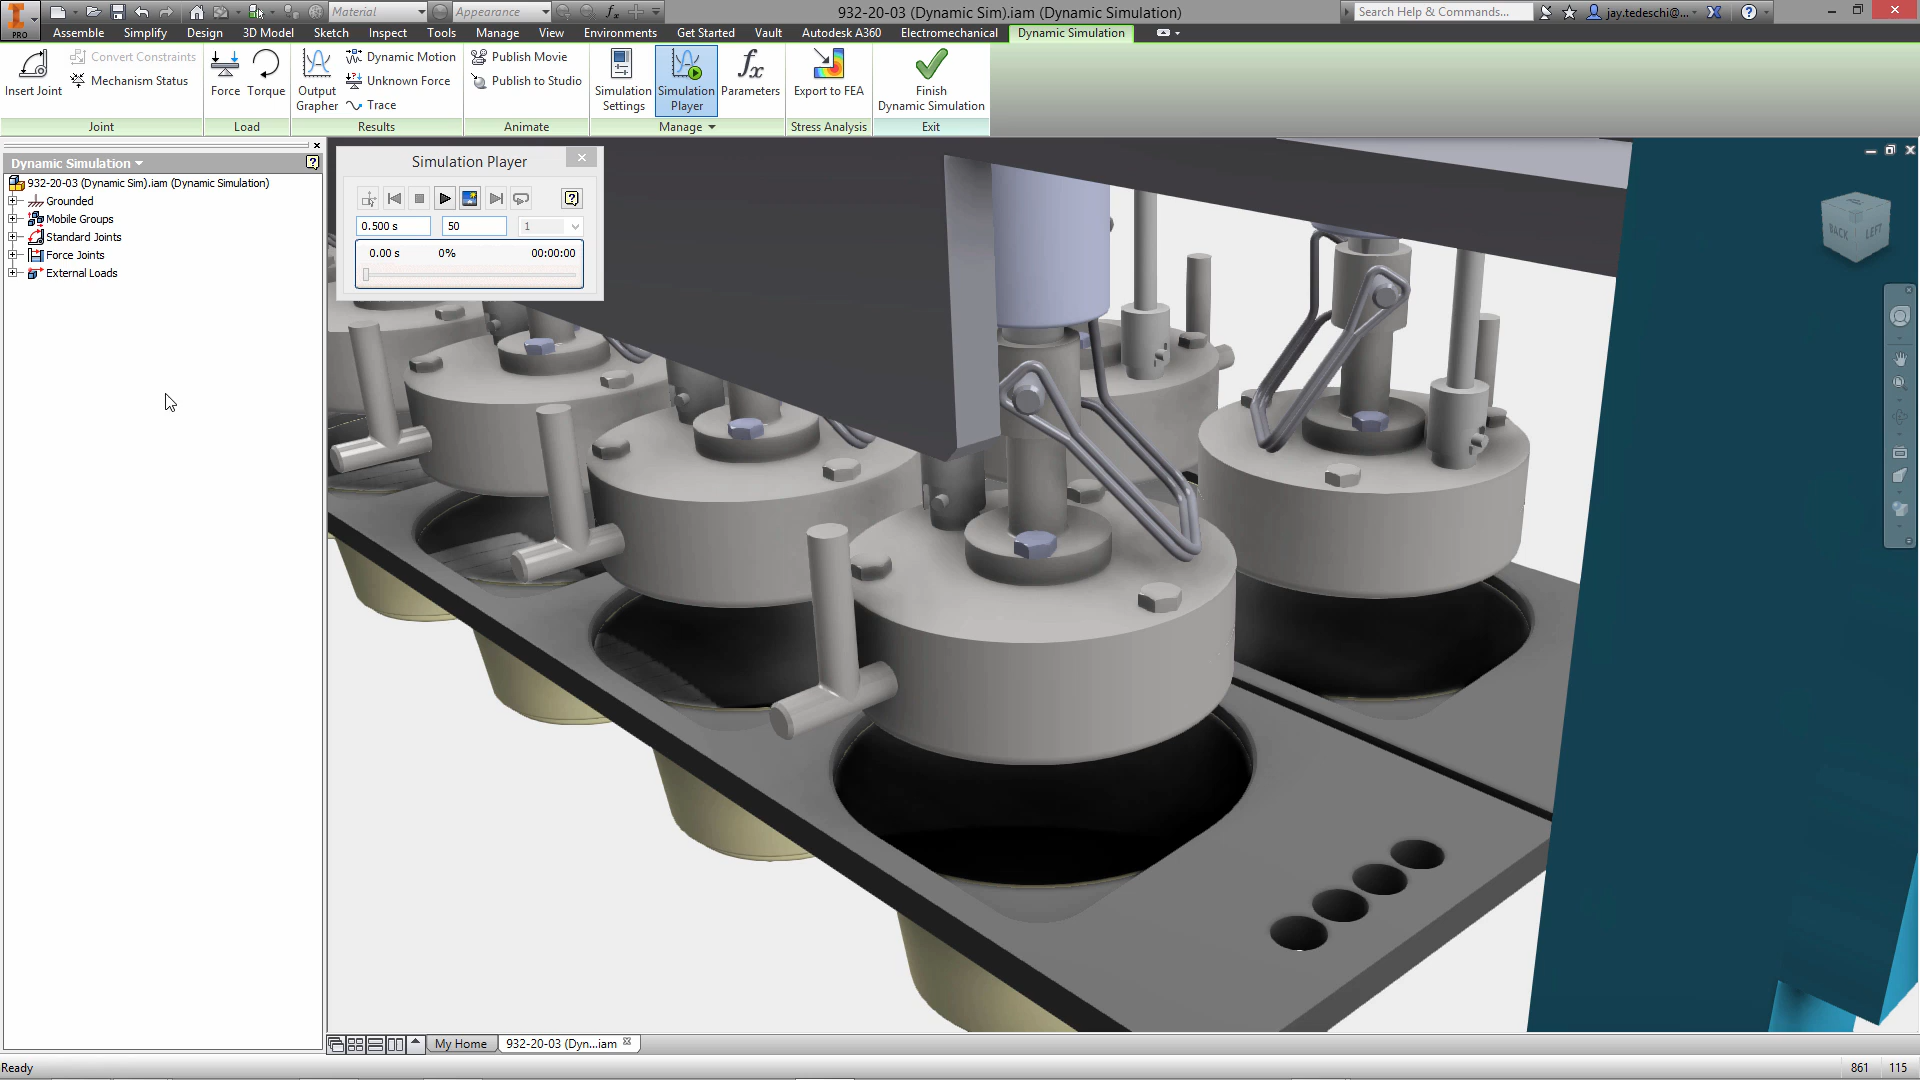 PRO
Material
Appearance
932-20-03 (Dynamic Sim).iam (Dynamic Simulation)
Search Help & Commands...
jay.tedeschi@...
Assemble Simplify Design 3D Model Sketch Inspect Tools Manage View Environments Get Started Vault Autodesk A360 Electromechanical Dynamic Simulation
Insert Joint
Convert Constraints
Mechanism Status
Joint
Force
Torque
Load
Output
Grapher
Dynamic Motion
Unknown Force
Trace
Results
Publish Movie
Publish to Studio
Animate
Simulation
Settings
Simulation
Player
fx
Parameters
Manage
Export to FEA
Stress Analysis
Finish
Dynamic Simulation
Exit
Dynamic Simulation
932-20-03 (Dynamic Sim).iam (Dynamic Simulation)
Grounded
Mobile Groups
Standard Joints
Force Joints
External Loads
Simulation Player
0.500 s 50 1
0.00 s 0% 00:00:00
BACK LEFT
My Home 932-20-03 (Dyn...iam
Ready 861 115